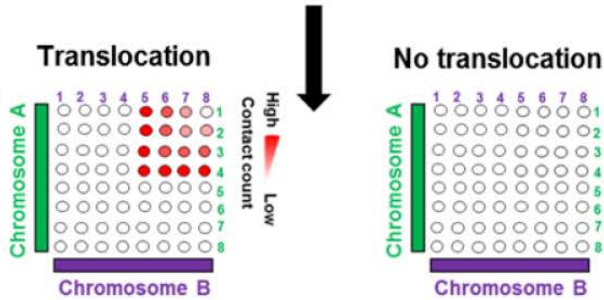 Translocation
No translocation
1 2 3 4 5 6 7 8
1
2
3
4
5
6
7
8
Chromosome A
Chromosome B
High
Contact count
Low
1 2 3 4 5 6 7 8
1
2
3
4
5
6
7
8
Chromosome A
Chromosome B